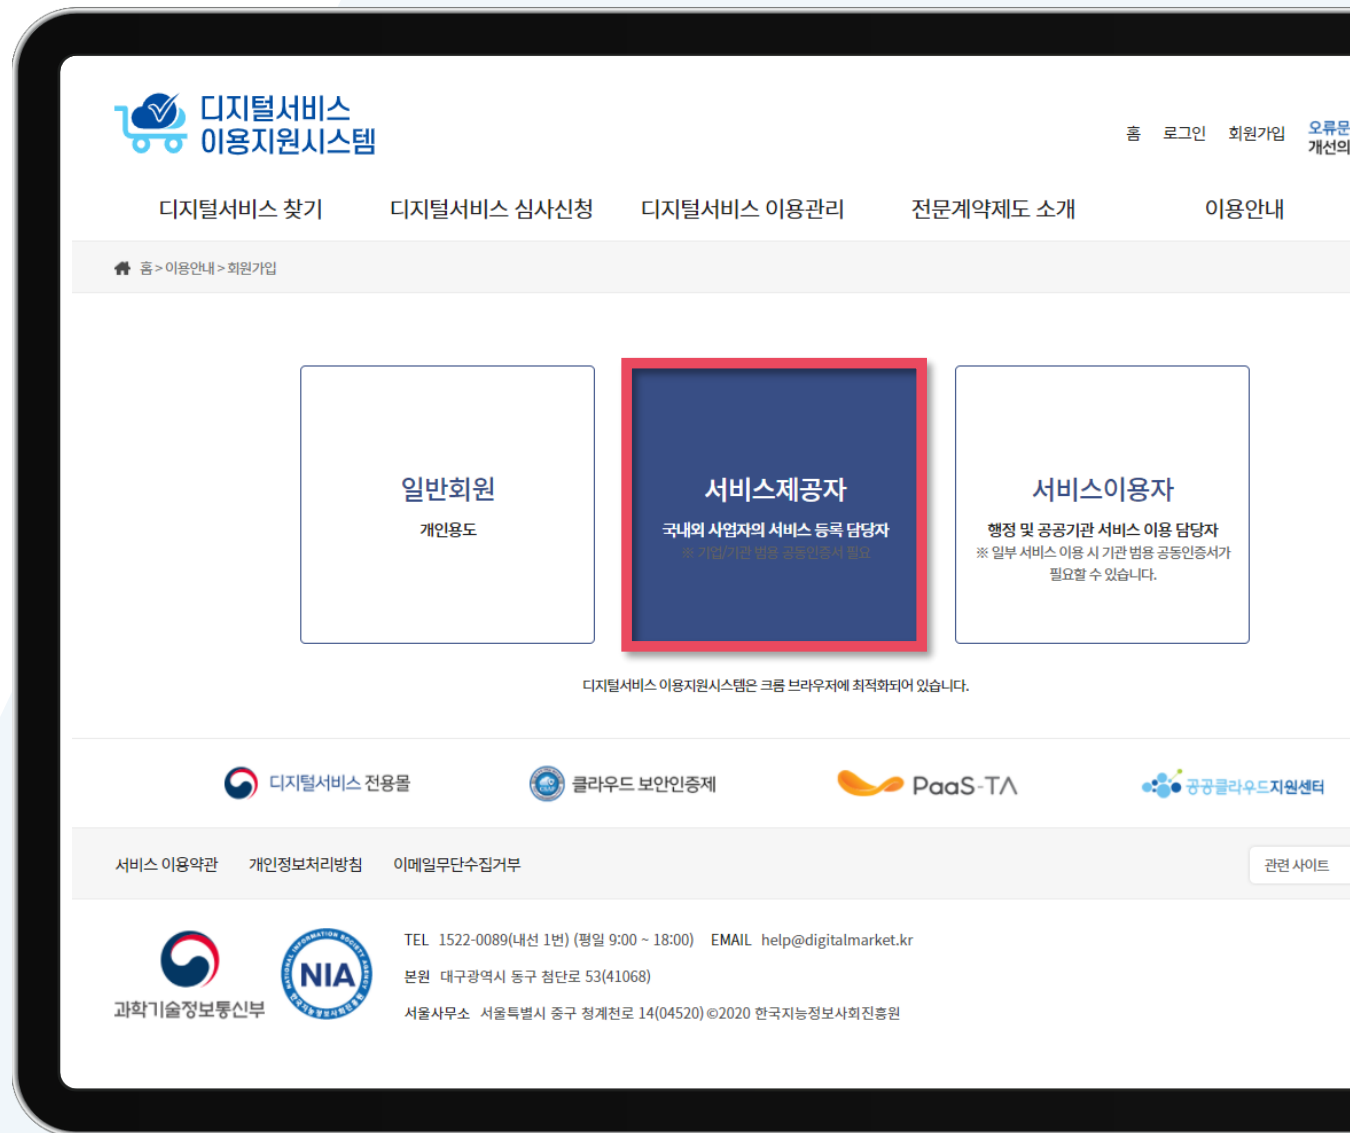 디지털서비스
이용지원시스템
홈 로그인 회원가입 오류문
개선의
디지털서비스 찾기 디지털서비스 심사신청 디지털서비스 이용관리 전문계약제도 소개 이용안내
홈 > 이용안내 > 회원가입
일반회원
개인용도
서비스제공자
국내외 사업자의 서비스 등록 담당자
※ 기업/기관 범용 공동인증서 필요
서비스이용자
행정 및 공공기관 서비스 이용 담당자
※ 일부 서비스 이용 시 기관 범용 공동인증서가
필요할 수 있습니다.
디지털서비스 이용지원시스템은 크롬 브라우저에 최적화되어 있습니다.
디지털서비스 전용몰 클라우드 보안인증제 PaaS-TA 공공클라우드지원센터
서비스 이용약관 개인정보처리방침 이메일무단수집거부 관련 사이트
과학기술정보통신부
NATIONAL INFORMATION SOCIETY AGENCY
NIA
한국지능정보사회진흥원
TEL 1522-0089(내선 1번) (평일 9:00 ~ 18:00) EMAIL help@digitalmarket.kr
본원 대구광역시 동구 첨단로 53(41068)
서울사무소 서울특별시 중구 청계천로 14(04520) ©2020 한국지능정보사회진흥원